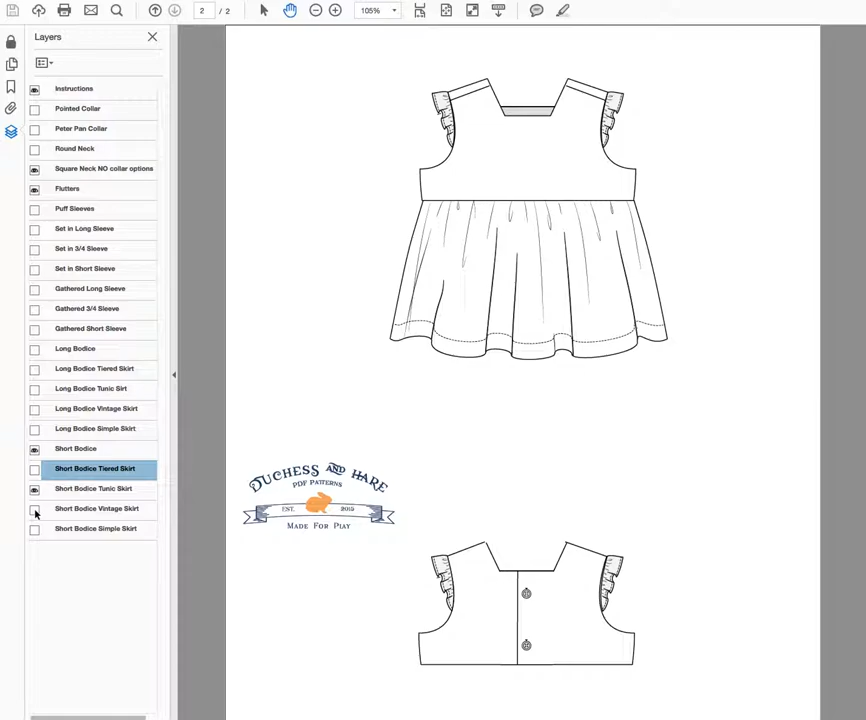 2 / 2
105%
Layers
Instructions
Pointed Collar
Peter Pan Collar
Round Neck
Square Neck NO collar options
Flutters
Puff Sleeves
Set in Long Sleeve
Set in 3/4 Sleeve
Set in Short Sleeve
Gathered Long Sleeve
Gathered 3/4 Sleeve
Gathered Short Sleeve
Long Bodice
Long Bodice Tiered Skirt
Long Bodice Tunic Sirt
Long Bodice Vintage Skirt
Long Bodice Simple Skirt
Short Bodice
Short Bodice Tiered Skirt
Short Bodice Tunic Skirt
Short Bodice Vintage Skirt
Short Bodice Simple Skirt
DUCHESS AND HARE
PDF PATTERNS
EST. 2019
MADE FOR PLAY